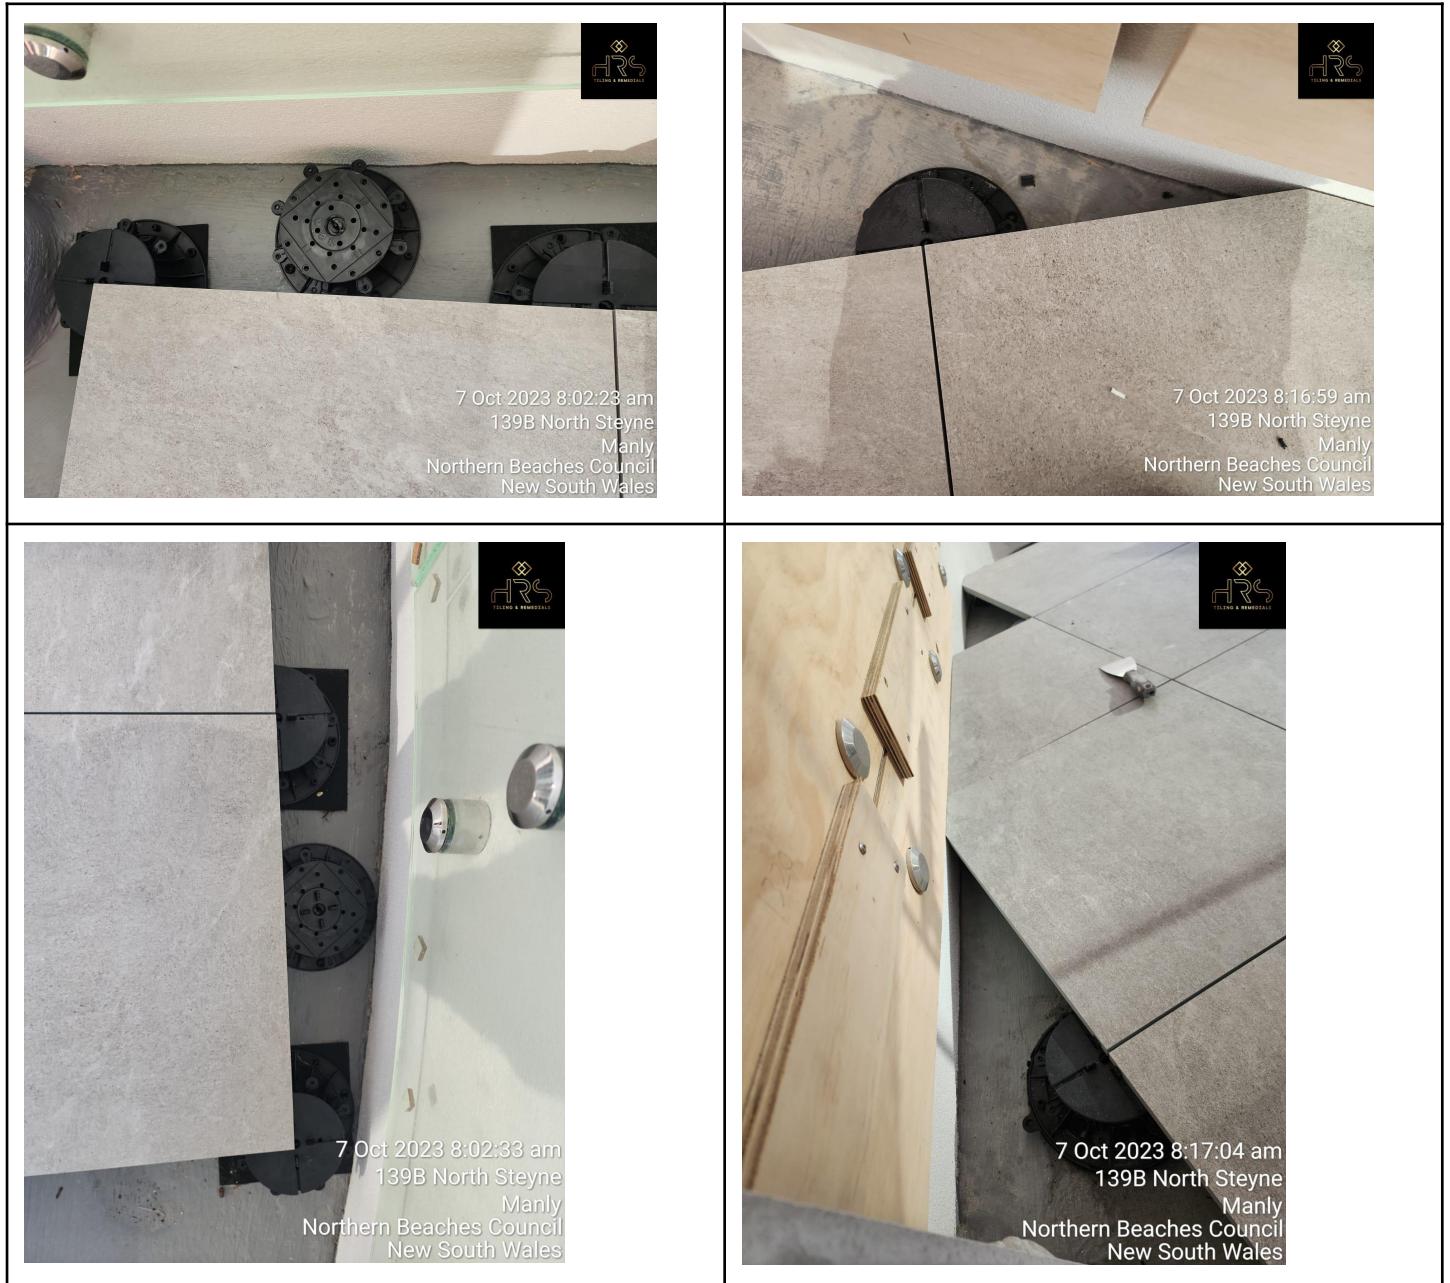 HRS
TILING & REMEDIALS
7 Oct 2023 8:02:23 am
139B North Steyne
Manly
Northern Beaches Council
New South Wales
HRS
TILING & REMEDIALS
7 Oct 2023 8:16:59 am
139B North Steyne
Manly
Northern Beaches Council
New South Wales
HRS
TILING & REMEDIALS
7 Oct 2023 8:02:33 am
139B North Steyne
Manly
Northern Beaches Council
New South Wales
HRS
TILING & REMEDIALS
7 Oct 2023 8:17:04 am
139B North Steyne
Manly
Northern Beaches Council
New South Wales